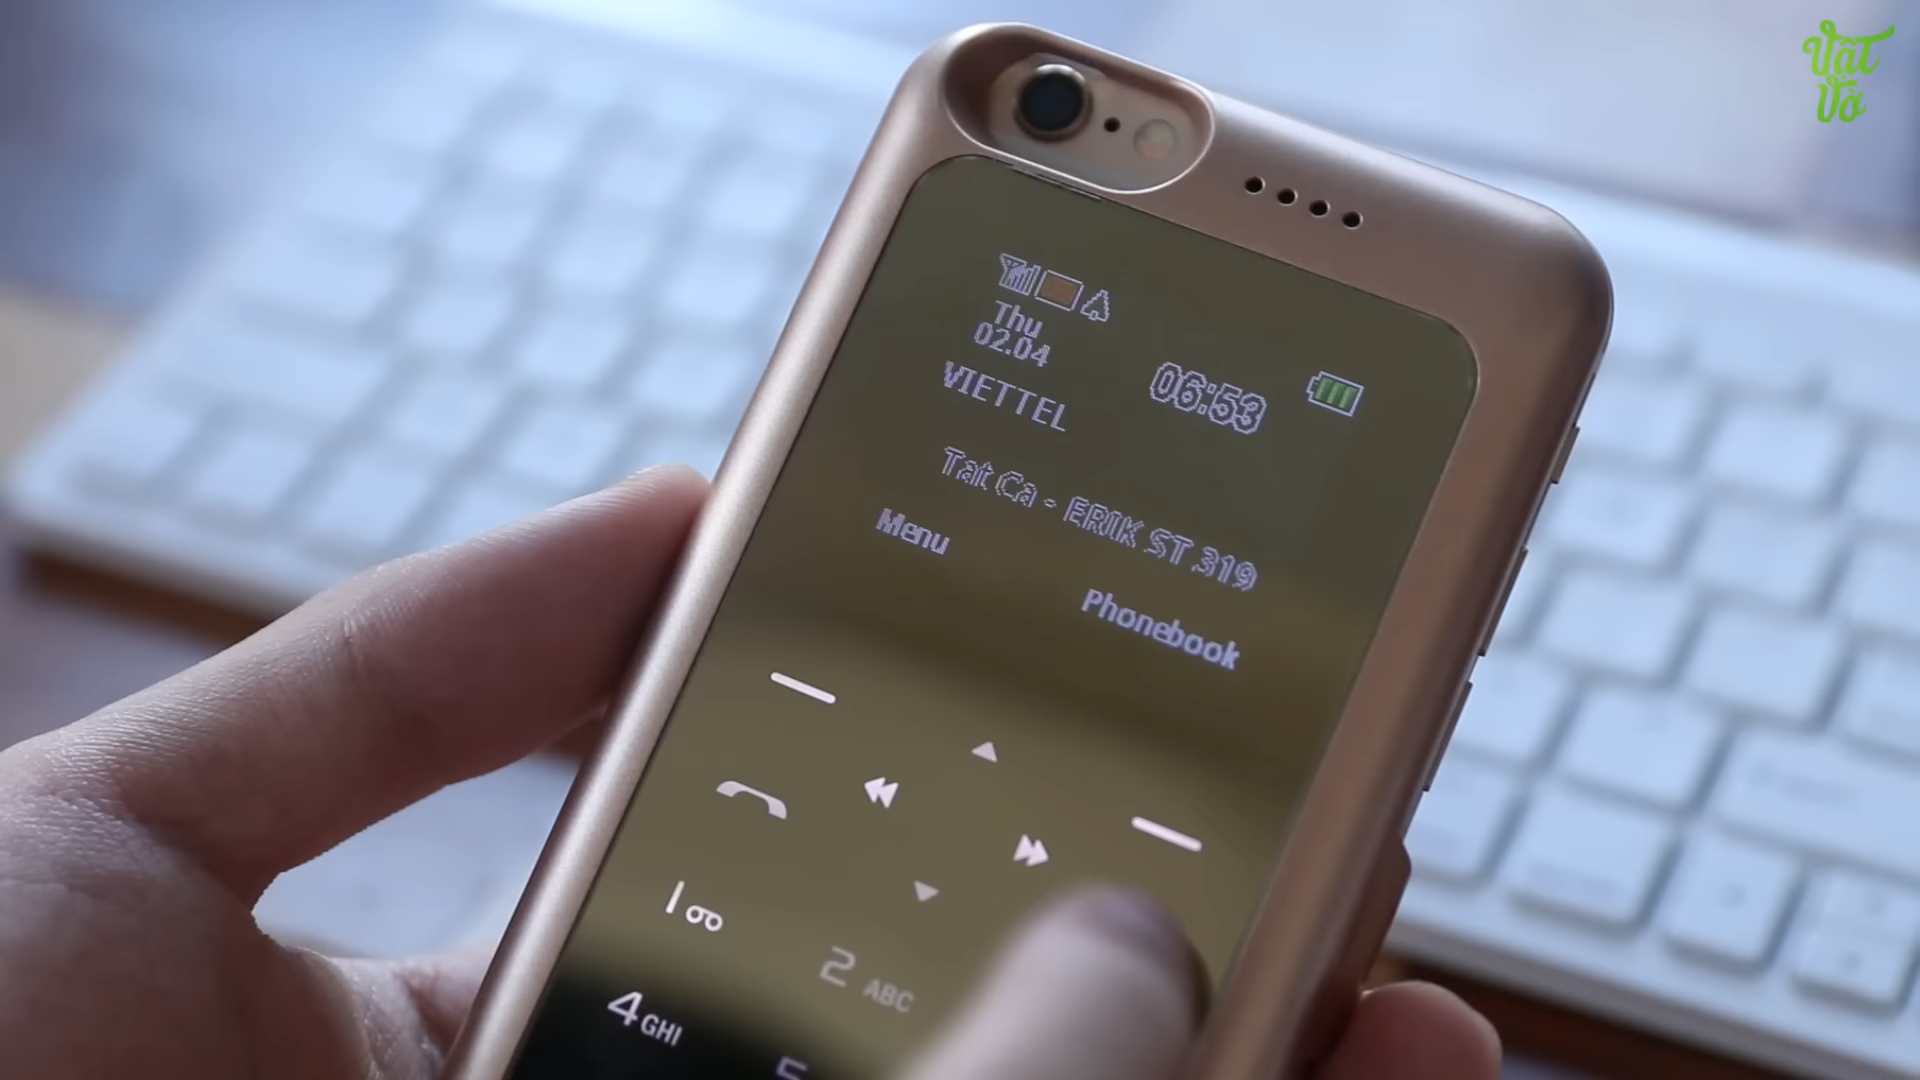 Vật
Vờ
Thu
02.04
06:53
VIETTEL
Tat Ca - ERIK ST 319
Menu
Phonebook
1
2 ABC
4 GHI
5